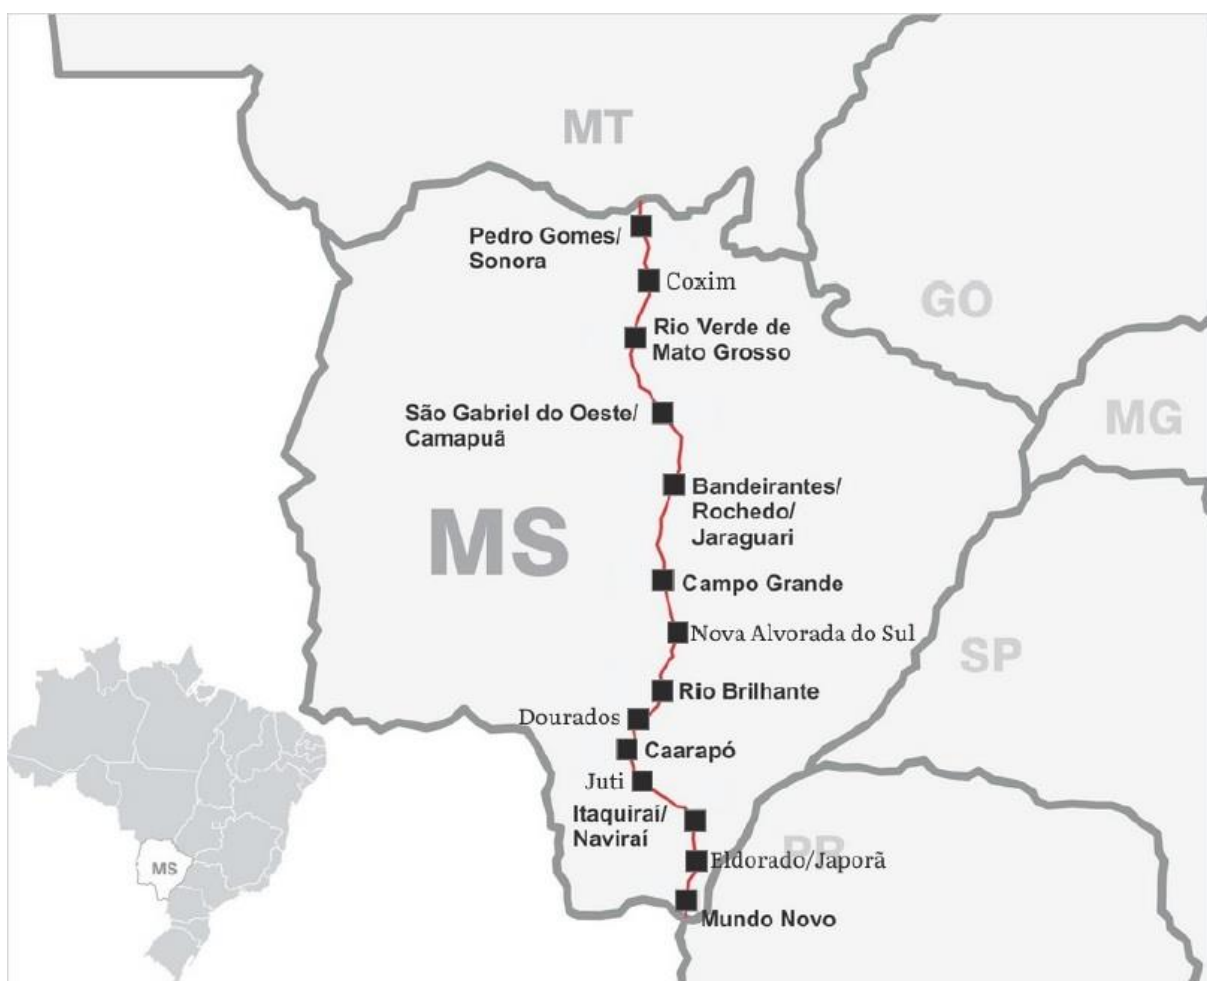 MT
Pedro Gomes/
Sonora
Coxim
GO
Rio Verde de
Mato Grosso
São Gabriel do Oeste/
Camapuã
MG
Bandeirantes/
Rochedo/
Jaraguari
MS
Campo Grande
Nova Alvorada do Sul
SP
Rio Brilhante
Dourados
Caarapó
Juti
Itaquiraí/
Naviraí
PR
Eldorado/Japorã
MS
Mundo Novo